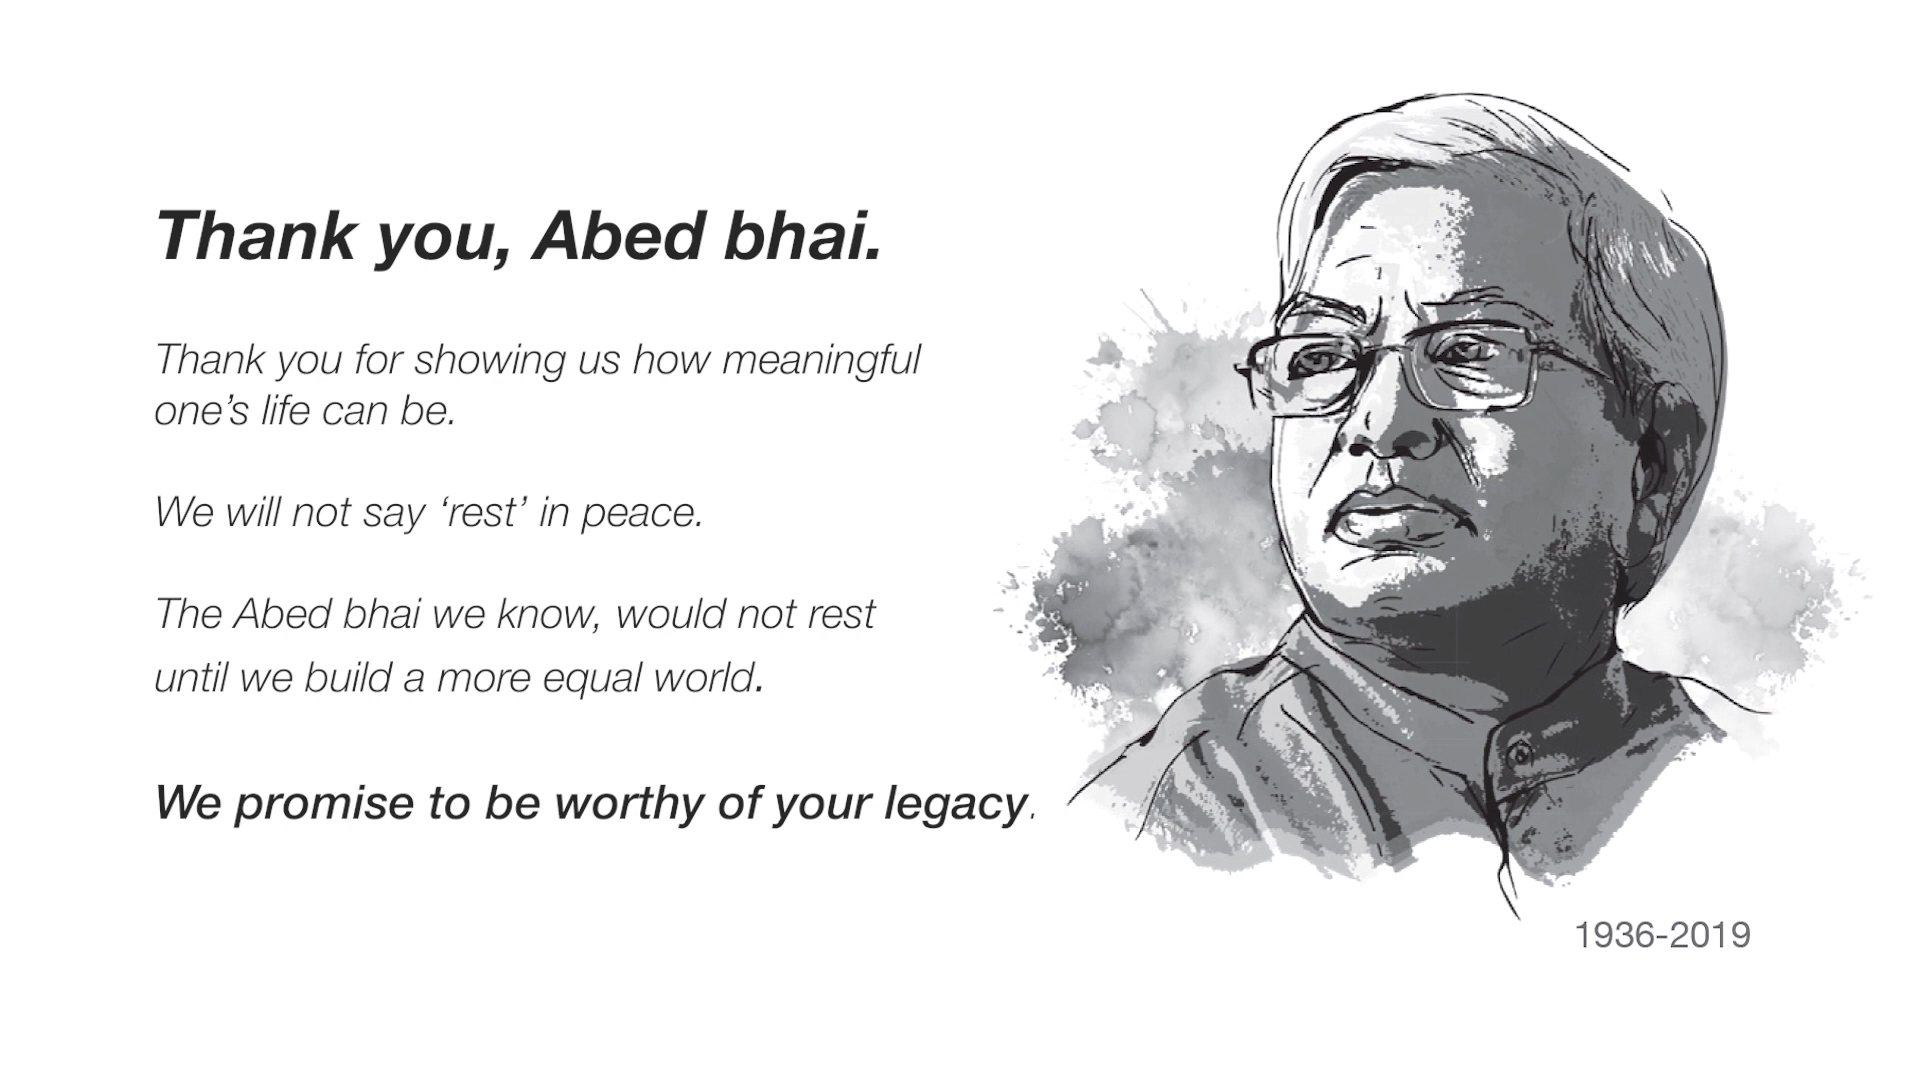 Thank you, Abed bhai.
Thank you for showing us how meaningful
one’s life can be.
We will not say ‘rest’ in peace.
The Abed bhai we know, would not rest
until we build a more equal world.
We promise to be worthy of your legacy.
1936-2019